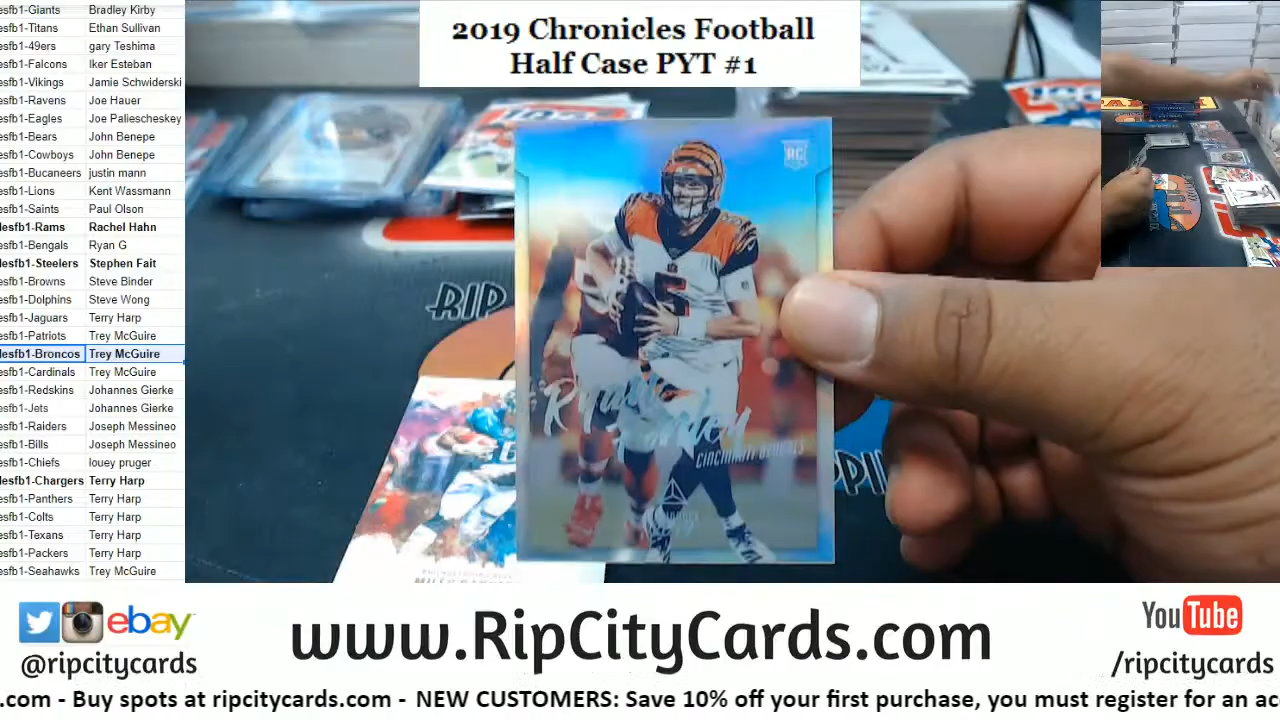 esfb1-Giants Bradley Kirby
esfb1-Titans Ethan Sullivan
esfb1-49ers gary Teshima
esfb1-Falcons Iker Esteban
esfb1-Vikings Jamie Schwiderski
esfb1-Ravens Joe Hauer
esfb1-Eagles Joe Paliescheskey
esfb1-Bears John Benepe
esfb1-Cowboys John Benepe
esfb1-Bucaneers justin mann
esfb1-Lions Kent Wassmann
esfb1-Saints Paul Olson
lesfb1-Rams Rachel Hahn
esfb1-Bengals Ryan G
lesfb1-Steelers Stephen Fait
esfb1-Browns Steve Binder
esfb1-Dolphins Steve Wong
esfb1-Jaguars Terry Harp
esfb1-Patriots Trey McGuire
lesfb1-Broncos Trey McGuire
esfb1-Cardinals Trey McGuire
esfb1-Redskins Johannes Gierke
esfb1-Jets Johannes Gierke
esfb1-Raiders Joseph Messineo
esfb1-Bills Joseph Messineo
esfb1-Chiefs louey pruger
lesfb1-Chargers Terry Harp
esfb1-Panthers Terry Harp
esfb1-Colts Terry Harp
esfb1-Texans Terry Harp
esfb1-Packers Terry Harp
esfb1-Seahawks Trey McGuire
2019 Chronicles Football
Half Case PYT #1
RC
5
RIP
Ryan
Finley
CINCINNATI BENGALS
ebay
@ripcitycards
www.RipCityCards.com
YouTube
/ripcitycards
.com - Buy spots at ripcitycards.com - NEW CUSTOMERS: Save 10% off your first purchase, you must register for an ac